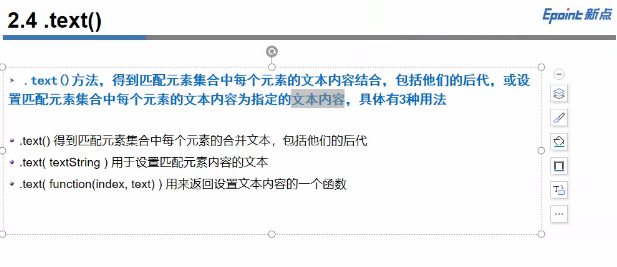 2.4 .text()
Epoint新点
.text()方法，得到匹配元素集合中每个元素的文本内容结合，包括他们的后代，或设
置匹配元素集合中每个元素的文本内容为指定的文本内容，具体有3种用法
.text() 得到匹配元素集合中每个元素的合并文本，包括他们的后代
.text( textString ) 用于设置匹配元素内容的文本
.text( function(index, text) ) 用来返回设置文本内容的一个函数